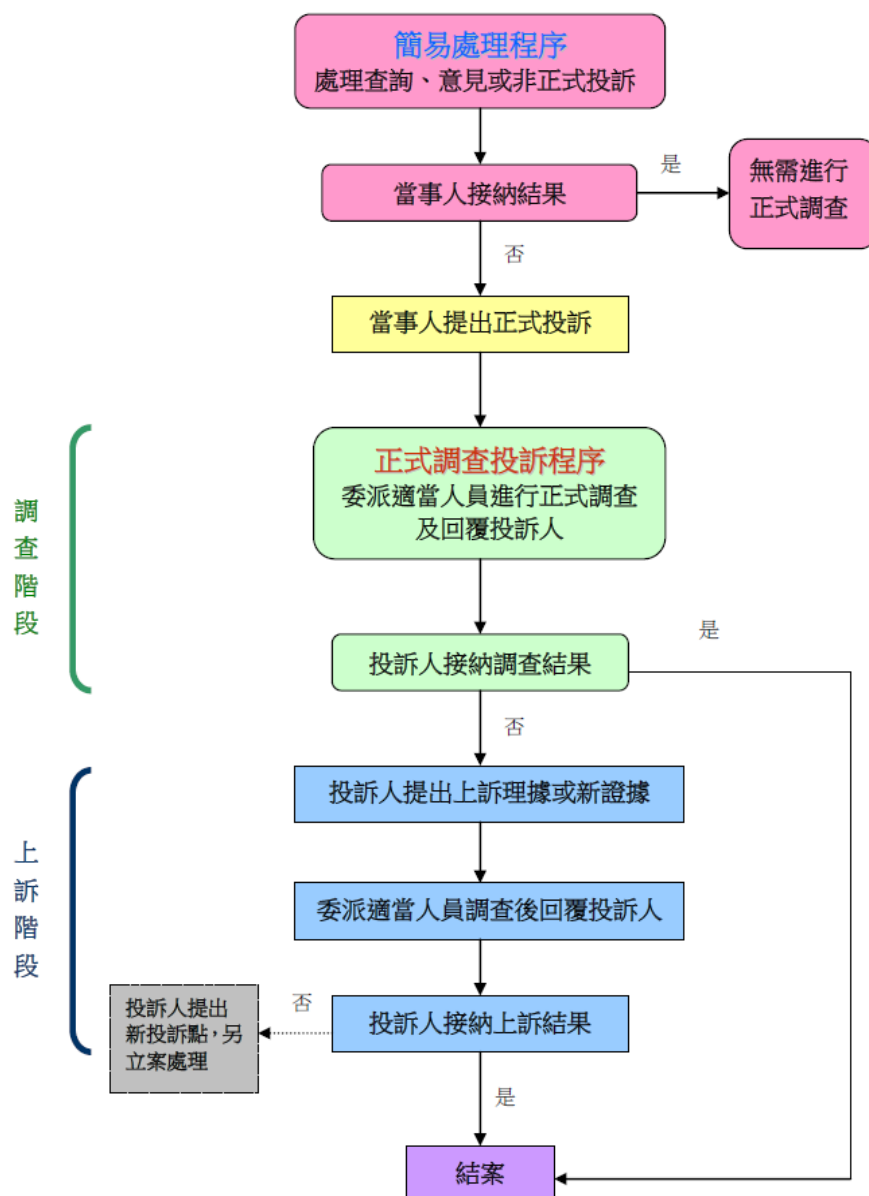 簡易處理程序
處理查詢、意見或非正式投訴
是
當事人接納結果
無需進行
正式調查
否
當事人提出正式投訴
調查階段
正式調查投訴程序
委派適當人員進行正式調查
及回覆投訴人
是
投訴人接納調查結果
否
上訴階段
投訴人提出上訴理據或新證據
委派適當人員調查後回覆投訴人
投訴人提出
新投訴點，另
立案處理
否
投訴人接納上訴結果
是
結案